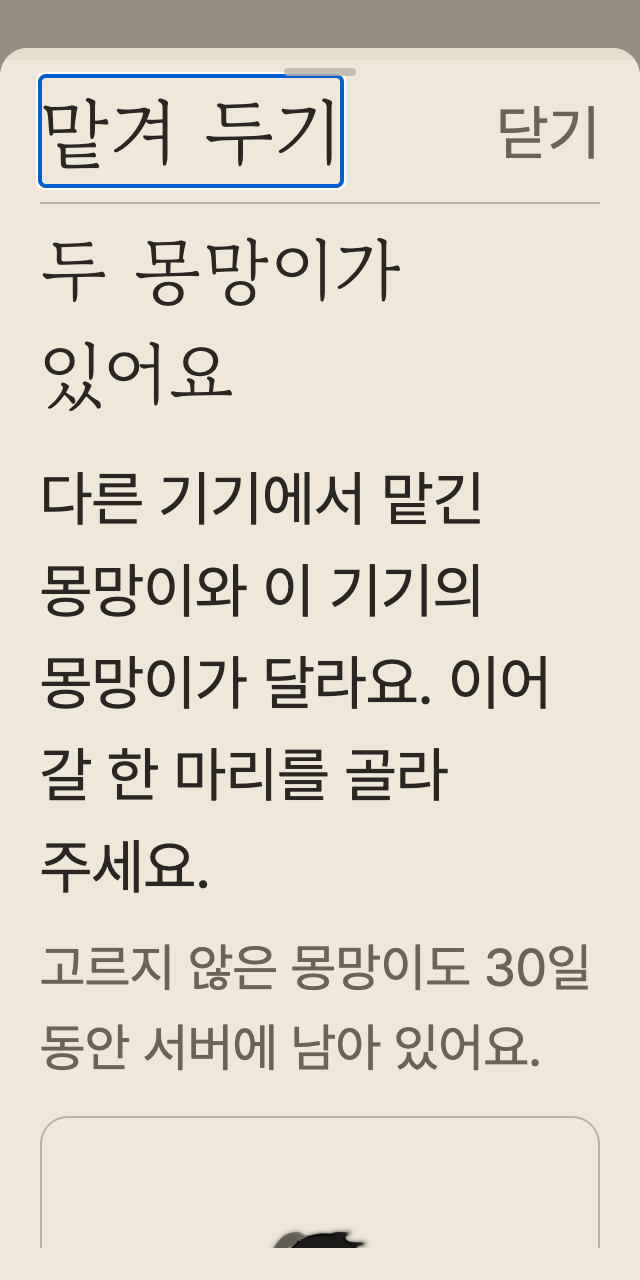 맡겨 두기
닫기
두 몽망이가
있어요
다른 기기에서 맡긴
몽망이와 이 기기의
몽망이가 달라요. 이어
갈 한 마리를 골라
주세요.
고르지 않은 몽망이도 30일
동안 서버에 남아 있어요.